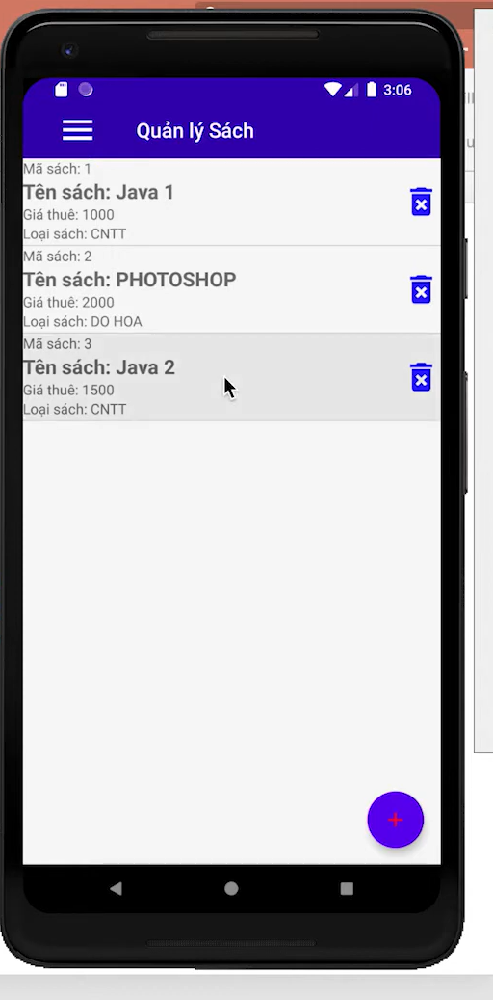 3:06
Quản lý Sách
Mã sách: 1
Tên sách: Java 1
Giá thuê: 1000
Loại sách: CNTT
Mã sách: 2
Tên sách: PHOTOSHOP
Giá thuê: 2000
Loại sách: DO HOA
Mã sách: 3
Tên sách: Java 2
Giá thuê: 1500
Loại sách: CNTT